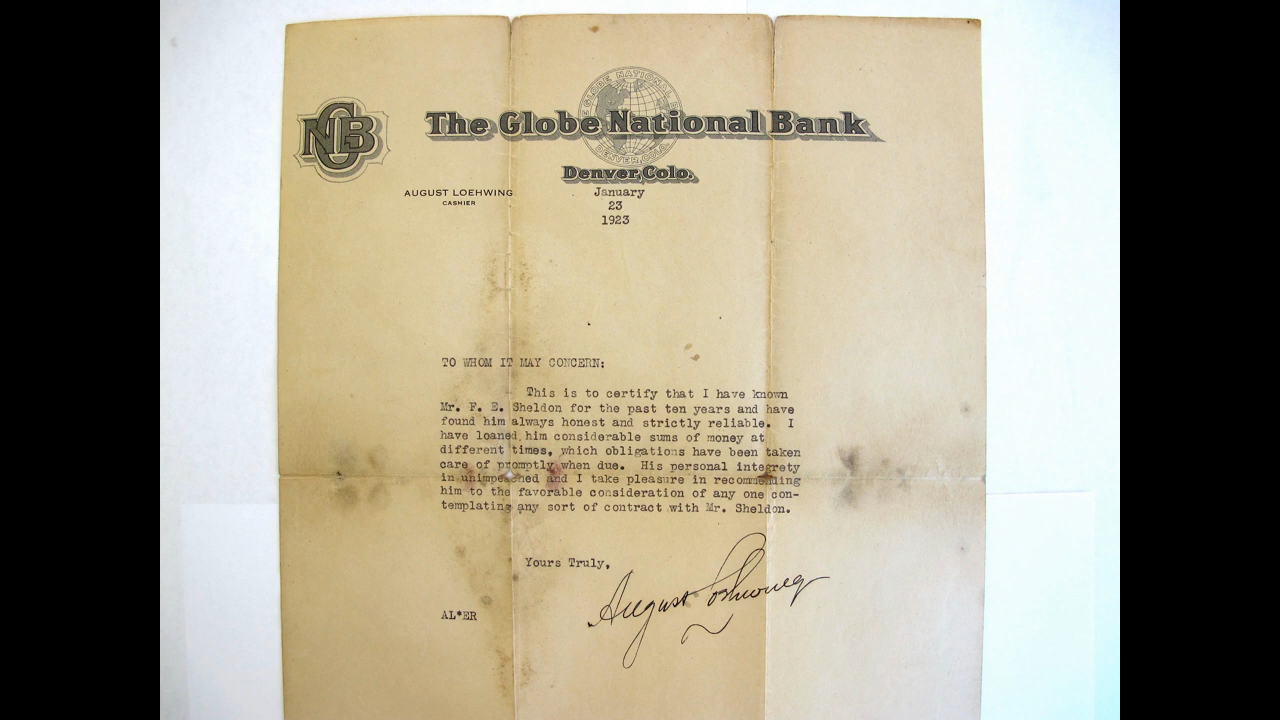 GNB
THE GLOBE NATIONAL B
The Globe National Bank
DENVER, COLO.
Denver, Colo.
AUGUST LOEHWING
CASHIER
January
23
1923
TO WHOM IT MAY CONCERN:
This is to certify that I have known
Mr. F. E. Sheldon for the past ten years and have
found him always honest and strictly reliable. I
have loaned him considerable sums of money at
different times, which obligations have been taken
care of promptly when due. His personal integrety
in unimpeached and I take pleasure in recommending
him to the favorable consideration of any one con-
templating any sort of contract with Mr. Sheldon.
Yours Truly,
August Loehwing
AL*ER